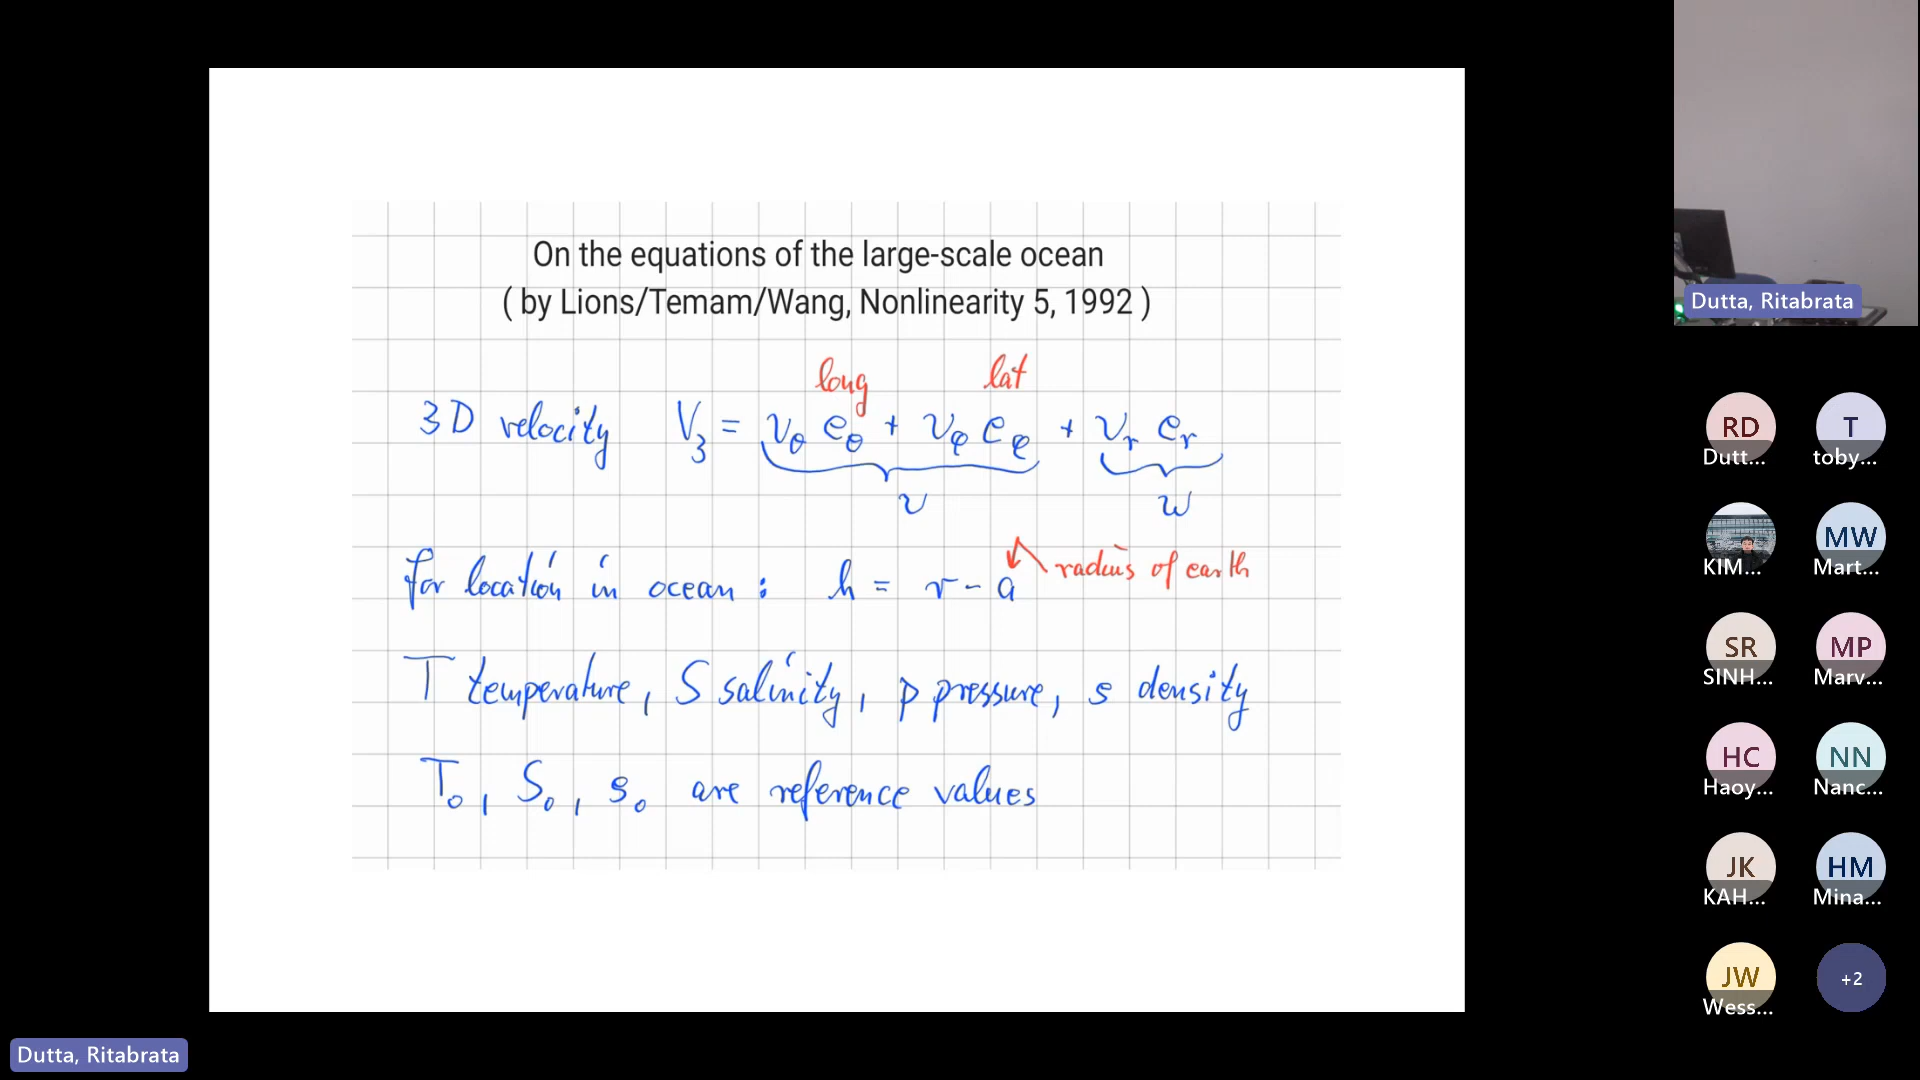 On the equations of the large-scale ocean
( by Lions/Temam/Wang, Nonlinearity 5, 1992 )
long lat
3D velocity V₃ = v_θ e_θ + v_φ e_φ + v_r e_r
v w
for location in ocean : h = r - a radius of earth
T temperature, S salinity, p pressure, s density
T₀, S₀, s₀ are reference values
Dutta, Ritabrata
RD T
Dutt... toby...
MW
KIM... Mart...
SR MP
SINH... Marv...
HC NN
Haoy... Nanc...
JK HM
KAH... Mina...
JW +2
Wess...
Dutta, Ritabrata